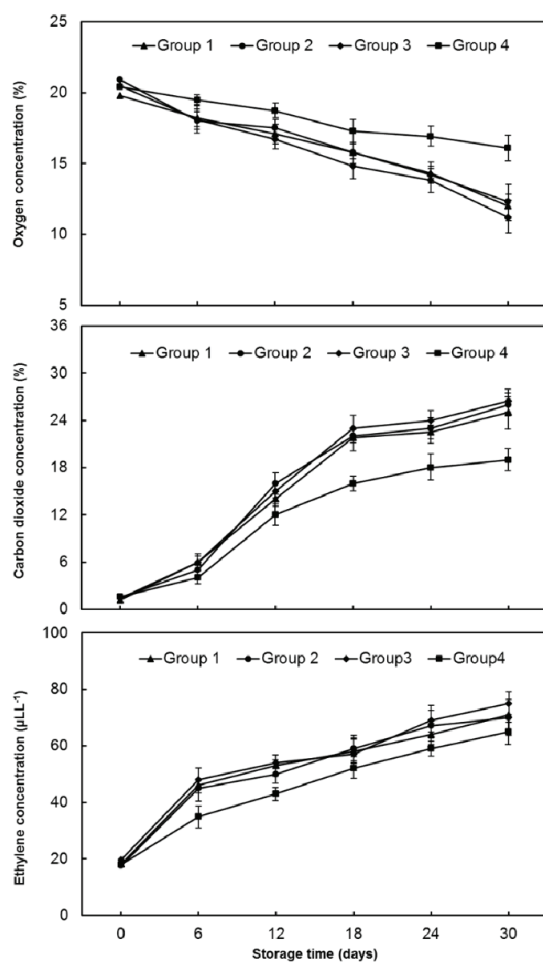 25
Group 1 Group 2 Group 3 Group 4
20
15
10
5
Oxygen concentration (%)
36
Group 1 Group 2 Group 3 Group 4
30
24
18
12
6
0
Carbon dioxide concentration (%)
100
Group 1 Group 2 Group3 Group4
80
60
40
20
0
Ethylene concentration (µLL-1)
0 6 12 18 24 30
Storage time (days)